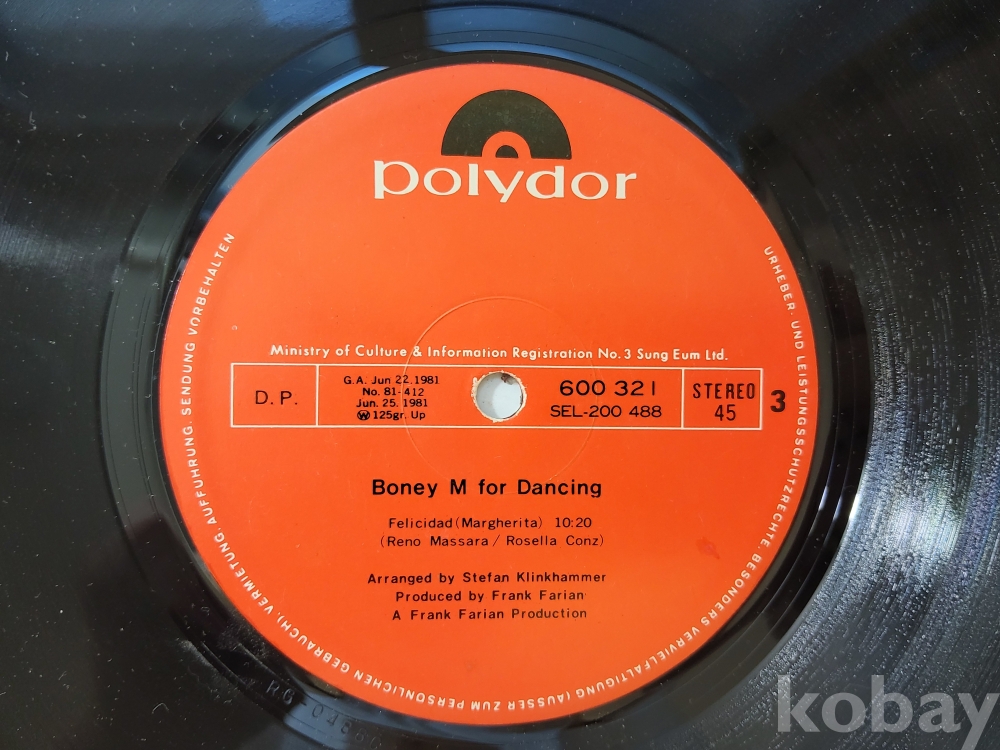 polydor
Ministry of Culture & Information Registration No. 3 Sung Eum Ltd.
D.P.
G.A. Jun 22.1981
No. 81-412
Jun. 25. 1981
Ⓦ125gr. Up
600 321
SEL-200 488
STEREO
45
3
Boney M for Dancing
Felicidad (Margherita) 10:20
(Reno Massara / Rosella Conz)
Arranged by Stefan Klinkhammer
Produced by Frank Farian
A Frank Farian Production
URHEBER- UND LEISTUNGSSCHUTZRECHTE, BESONDERS VERVIELFALTIGUNG (AUSSER ZUM PERSÖNLICHEN GEBRAUCH), VERMIETUNG, AUFFUHRUNG, SENDUNG VORBEHALTEN
kobay